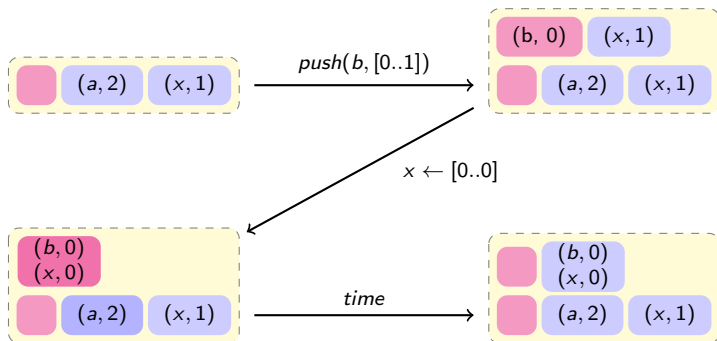 (b, 0) (x, 1)
(a, 2) (x, 1) push(b, [0..1]) (a, 2) (x, 1)
x ← [0..0]
(b, 0)
(x, 0)
(a, 2) (x, 1)
time
(b, 0)
(x, 0)
(a, 2) (x, 1)